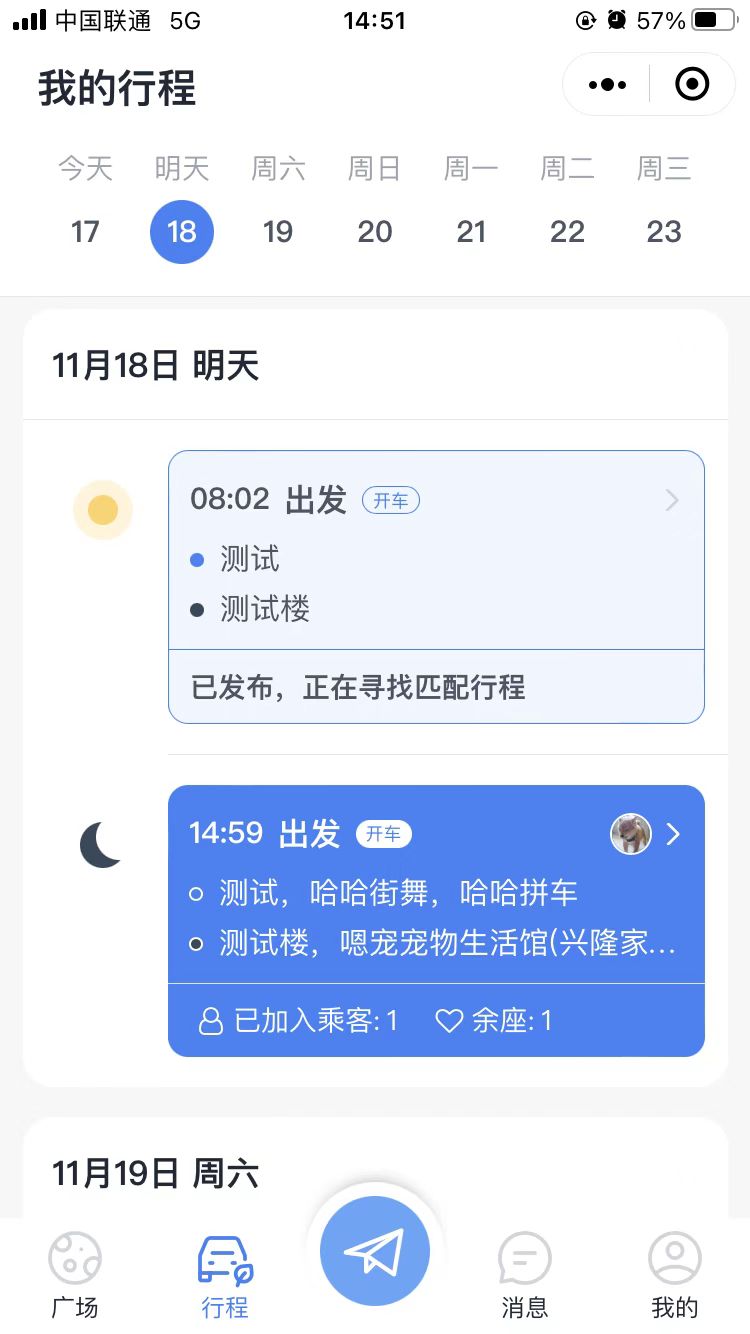 中国联通 5G 14:51 57%
我的行程
今天 明天 周六 周日 周一 周二 周三
17 18 19 20 21 22 23
11月18日 明天
08:02 出发 开车
测试
测试楼
已发布，正在寻找匹配行程
14:59 出发 开车
测试，哈哈街舞，哈哈拼车
测试楼，嗯宠宠物生活馆(兴隆家...
已加入乘客: 1 余座: 1
11月19日 周六
广场 行程 消息 我的